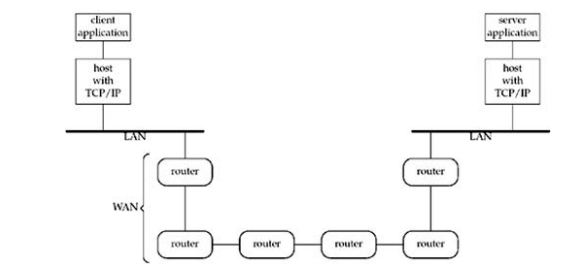 client
application
server
application
host
with
TCP/IP
host
with
TCP/IP
LAN
LAN
router
router
WAN
router
router
router
router